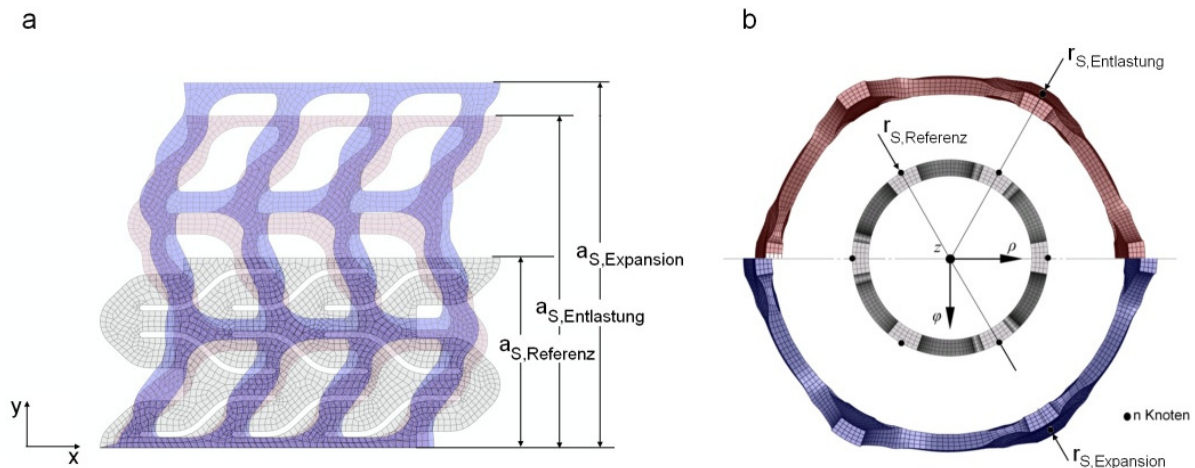 a
a_S,Expansion
a_S,Entlastung
a_S,Referenz
y
x
b
r_S,Entlastung
r_S,Referenz
z
ρ
φ
n Knoten
r_S,Expansion